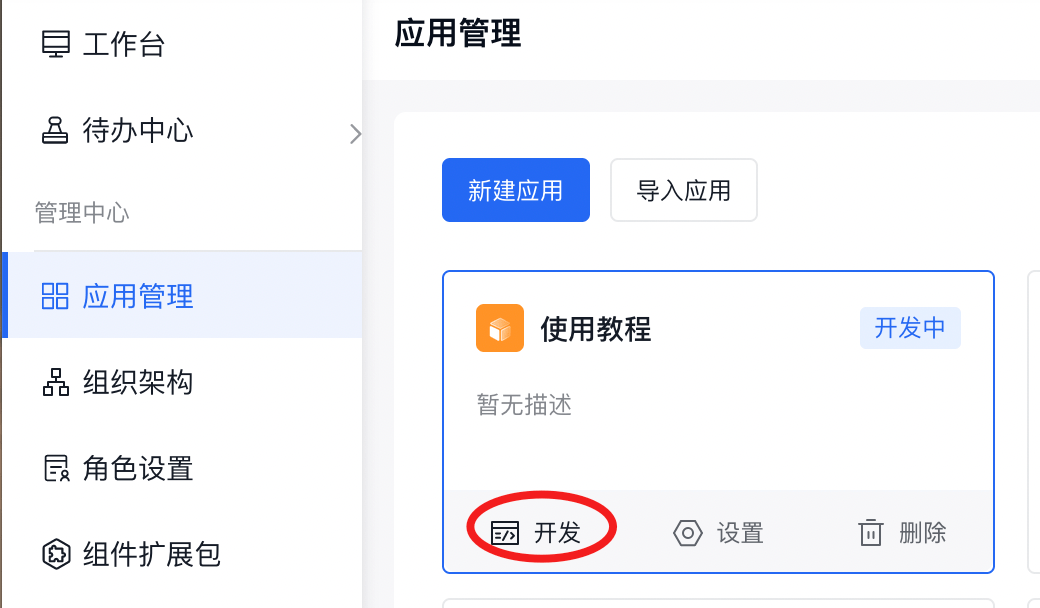 工作台
待办中心
管理中心
应用管理
组织架构
角色设置
组件扩展包
应用管理
新建应用
导入应用
使用教程
开发中
暂无描述
开发
设置
删除